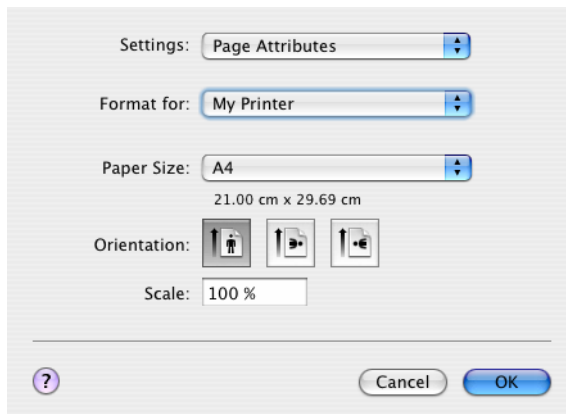 Settings: Page Attributes
Format for: My Printer
Paper Size: A4
21.00 cm x 29.69 cm
Orientation:
Scale: 100 %
? Cancel OK